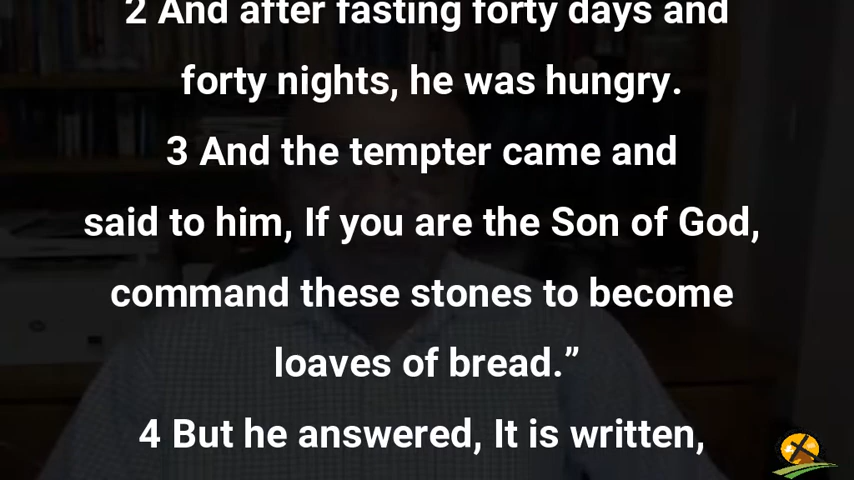 2 And after fasting forty days and
forty nights, he was hungry.
3 And the tempter came and
said to him, If you are the Son of God,
command these stones to become
loaves of bread.”
4 But he answered, It is written,